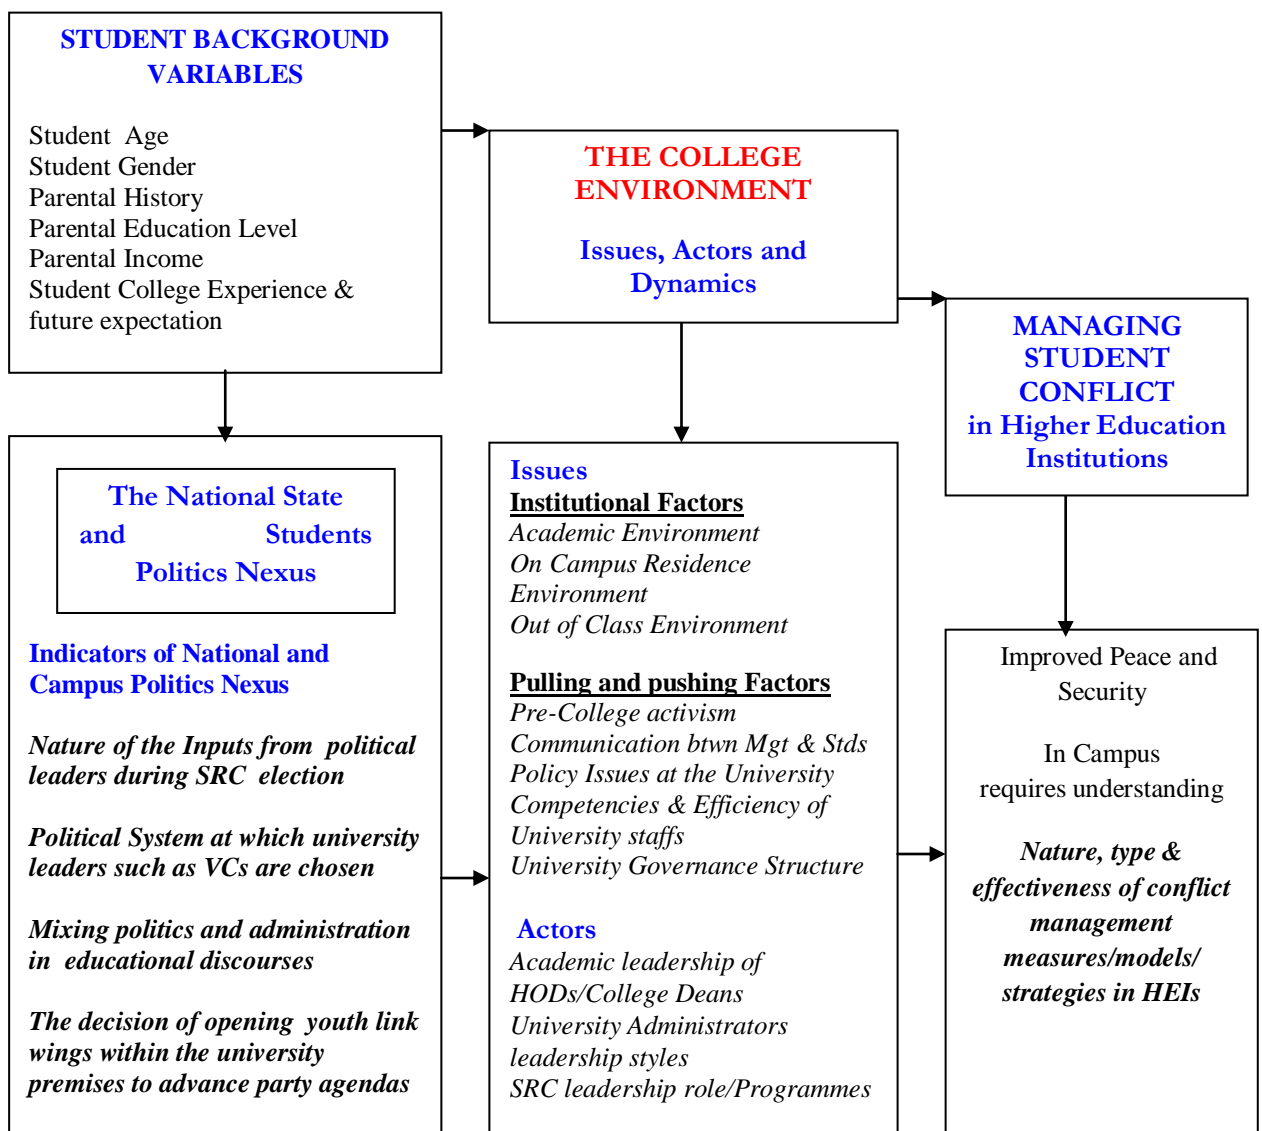 STUDENT BACKGROUND
VARIABLES
Student Age
Student Gender
Parental History
Parental Education Level
Parental Income
Student College Experience &
future expectation
THE COLLEGE
ENVIRONMENT
Issues, Actors and
Dynamics
MANAGING
STUDENT
CONFLICT
in Higher Education
Institutions
The National State
and Students
Politics Nexus
Indicators of National and
Campus Politics Nexus
Nature of the Inputs from political
leaders during SRC election
Political System at which university
leaders such as VCs are chosen
Mixing politics and administration
in educational discourses
The decision of opening youth link
wings within the university
premises to advance party agendas
Issues
Institutional Factors
Academic Environment
On Campus Residence
Environment
Out of Class Environment
Pulling and pushing Factors
Pre-College activism
Communication btwn Mgt & Stds
Policy Issues at the University
Competencies & Efficiency of
University staffs
University Governance Structure
Actors
Academic leadership of
HODs/College Deans
University Administrators
leadership styles
SRC leadership role/Programmes
Improved Peace and
Security
In Campus
requires understanding
Nature, type &
effectiveness of conflict
management
measures/models/
strategies in HEIs